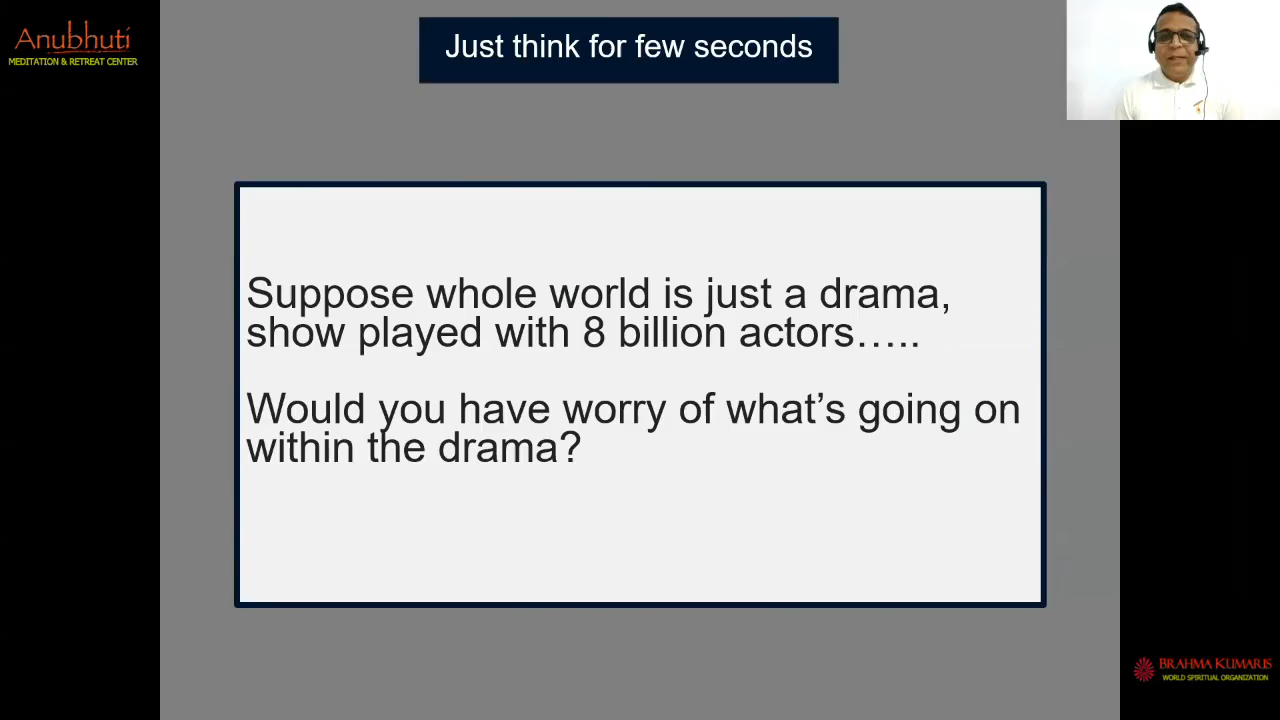 Anubhuti
MEDITATION & RETREAT CENTER
Just think for few seconds
Suppose whole world is just a drama,
show played with 8 billion actors…..
Would you have worry of what’s going on
within the drama?
BRAHMA KUMARIS
WORLD SPIRITUAL ORGANIZATION